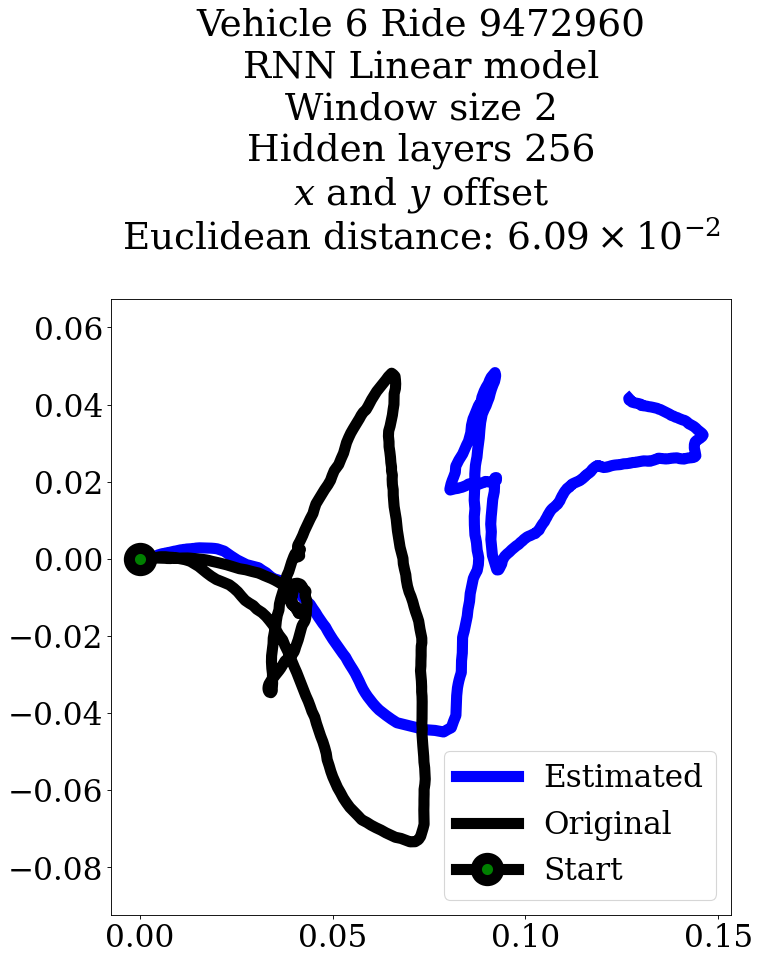 Vehicle 6 Ride 9472960
RNN Linear model
Window size 2
Hidden layers 256
x and y offset
Euclidean distance: 6.09 × 10⁻²
0.06
0.04
0.02
0.00
−0.02
−0.04
−0.06
−0.08
Estimated
Original
Start
0.00 0.05 0.10 0.15